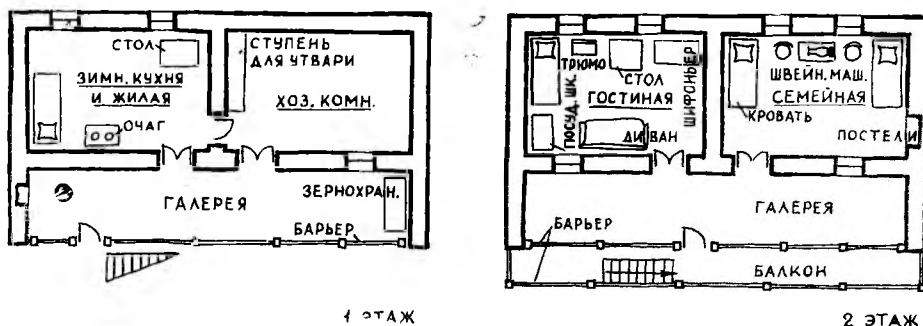 СТОЛ
ЗИМН. КУХНЯ
И ЖИЛАЯ
ОЧАГ
СТУПЕНЬ
ДЛЯ УТВАРИ
ХОЗ. КОМН.
ЗЕРНОХРАН.
ГАЛЕРЕЯ
БАРЬЕР
1 ЭТАЖ
ТРЮМО
СТОЛ
ПОСУД. ШК.
ГОСТИНАЯ
ШИФОНЬЕР
ДИВАН
ШВЕЙН. МАШ.
СЕМЕЙНАЯ
КРОВАТЬ
ПОСТЕЛИ
ГАЛЕРЕЯ
БАРЬЕР
БАЛКОН
2 ЭТАЖ